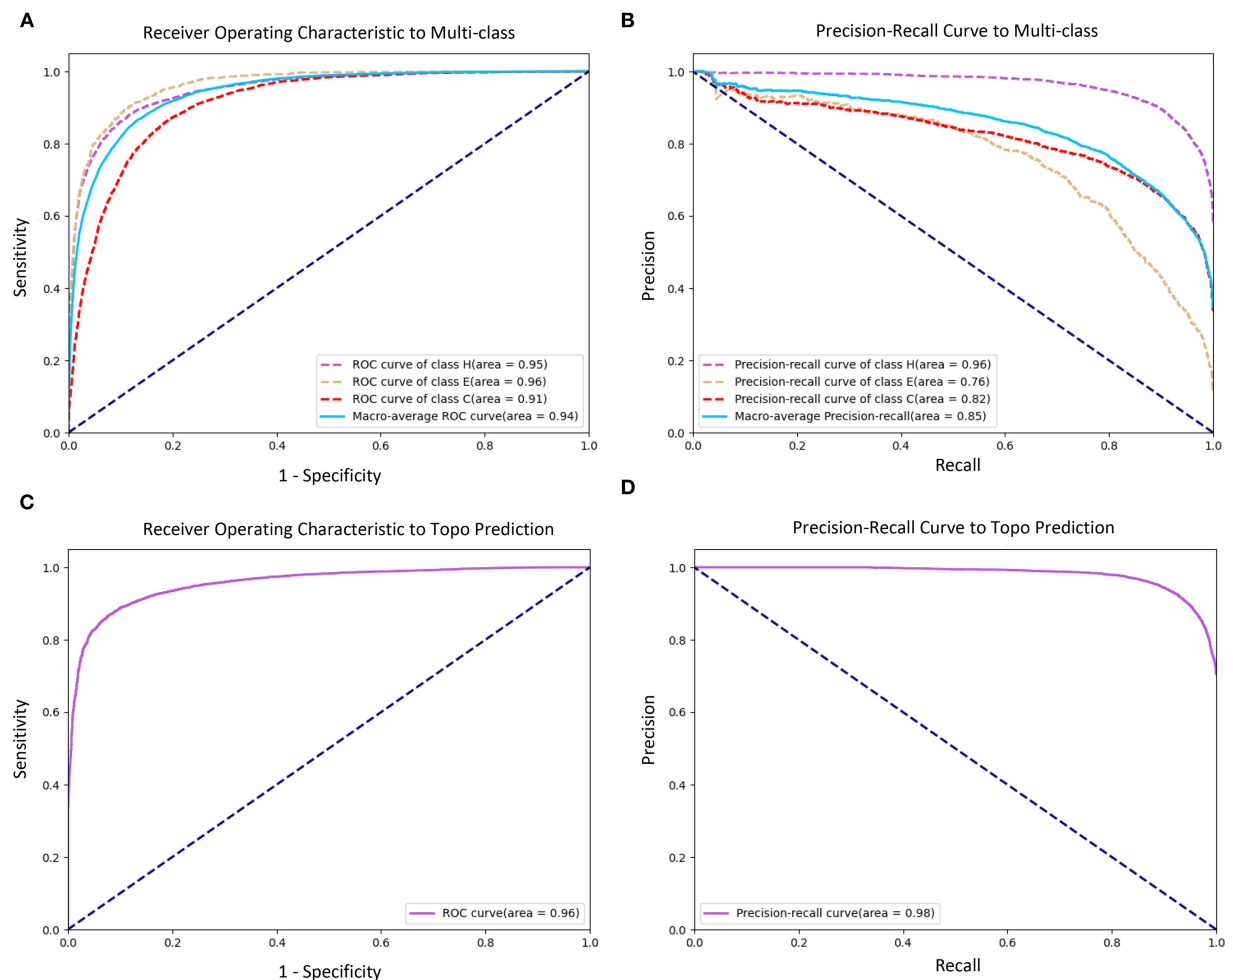 A
Receiver Operating Characteristic to Multi-class
1.0
0.8
0.6
0.4
0.2
0.0
Sensitivity
ROC curve of class H(area = 0.95)
ROC curve of class E(area = 0.96)
ROC curve of class C(area = 0.91)
Macro-average ROC curve(area = 0.94)
0.0 0.2 0.4 0.6 0.8 1.0
1 - Specificity
B
Precision-Recall Curve to Multi-class
1.0
0.8
0.6
0.4
0.2
0.0
Precision
Precision-recall curve of class H(area = 0.96)
Precision-recall curve of class E(area = 0.76)
Precision-recall curve of class C(area = 0.82)
Macro-average Precision-recall(area = 0.85)
0.0 0.2 0.4 0.6 0.8 1.0
Recall
C
Receiver Operating Characteristic to Topo Prediction
1.0
0.8
0.6
0.4
0.2
0.0
Sensitivity
ROC curve(area = 0.96)
0.0 0.2 0.4 0.6 0.8 1.0
1 - Specificity
D
Precision-Recall Curve to Topo Prediction
1.0
0.8
0.6
0.4
0.2
0.0
Precision
Precision-recall curve(area = 0.98)
0.0 0.2 0.4 0.6 0.8 1.0
Recall